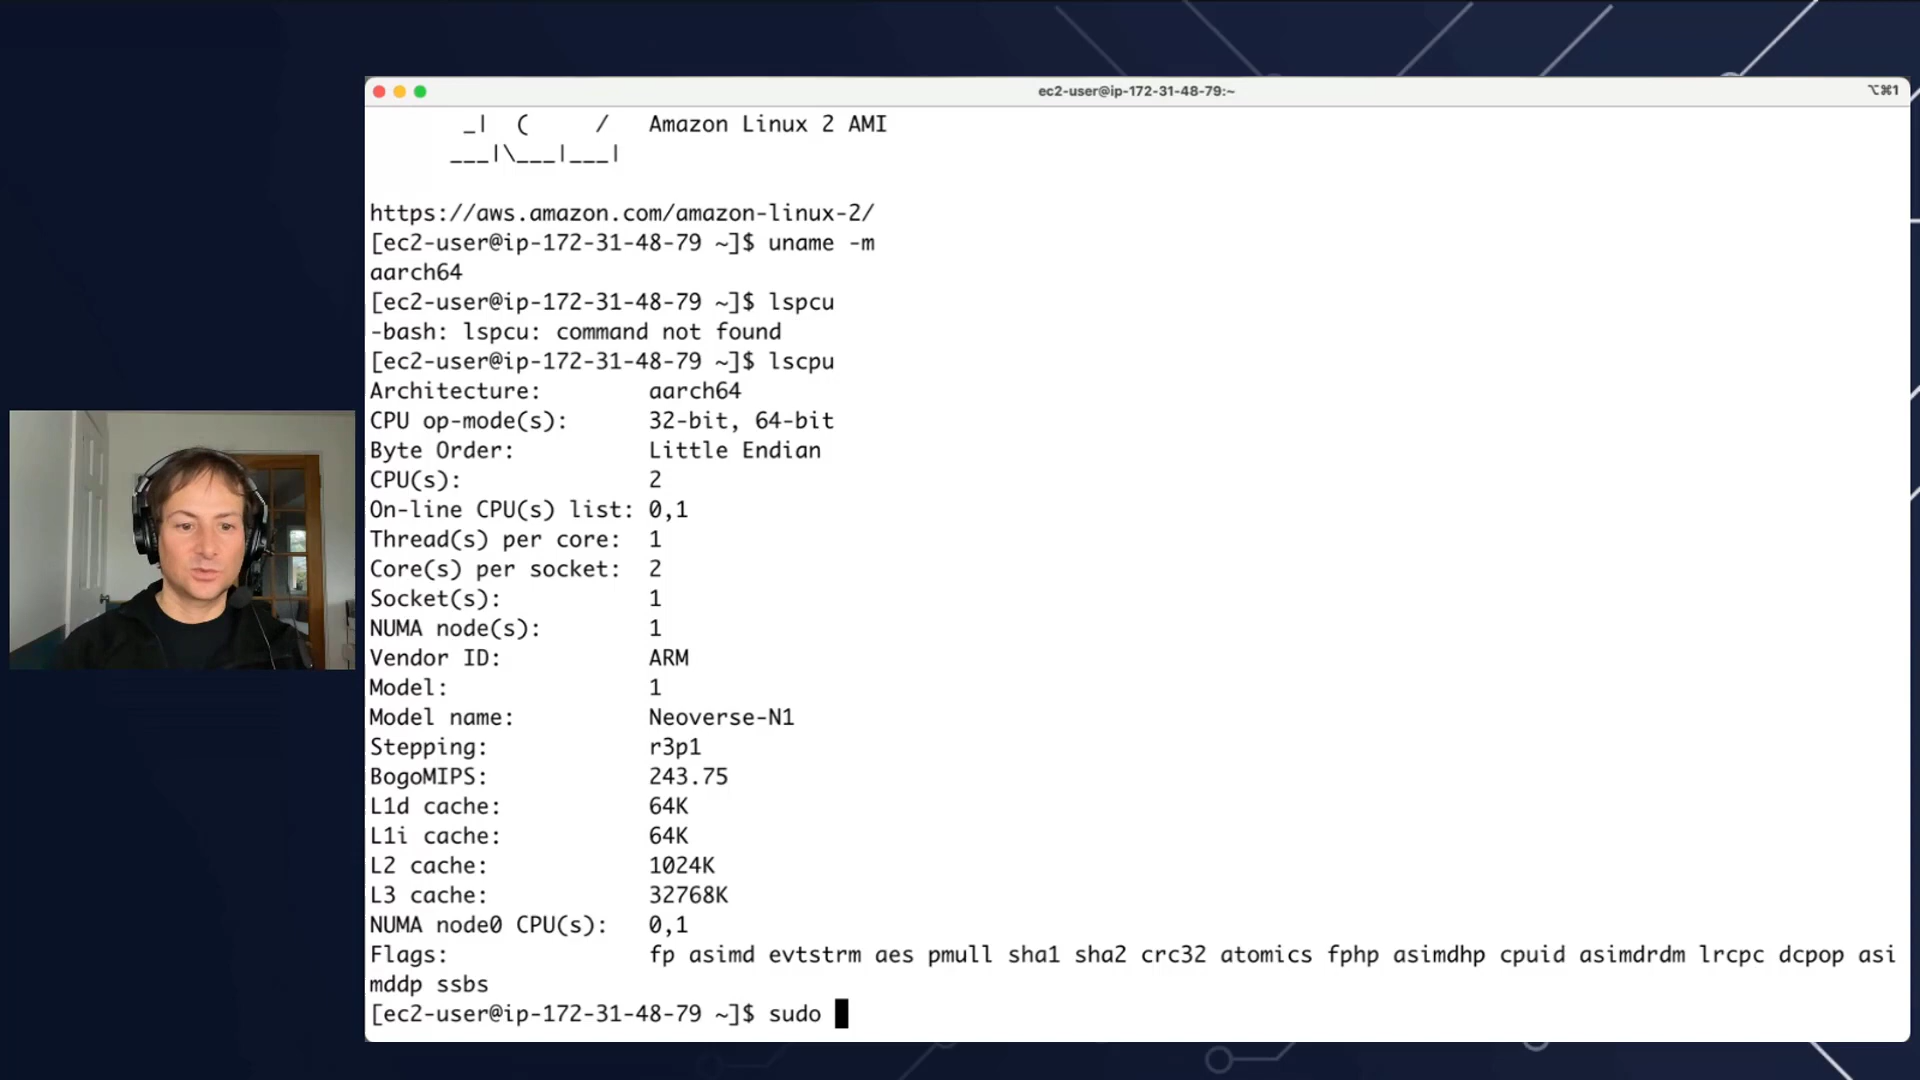 ec2-user@ip-172-31-48-79:~
⌥⌘1
_|  (     /   Amazon Linux 2 AMI
___|\___|___|
https://aws.amazon.com/amazon-linux-2/
[ec2-user@ip-172-31-48-79 ~]$ uname -m
aarch64
[ec2-user@ip-172-31-48-79 ~]$ lspcu
-bash: lspcu: command not found
[ec2-user@ip-172-31-48-79 ~]$ lscpu
Architecture:        aarch64
CPU op-mode(s):      32-bit, 64-bit
Byte Order:          Little Endian
CPU(s):              2
On-line CPU(s) list: 0,1
Thread(s) per core:  1
Core(s) per socket:  2
Socket(s):           1
NUMA node(s):        1
Vendor ID:           ARM
Model:               1
Model name:          Neoverse-N1
Stepping:            r3p1
BogoMIPS:            243.75
L1d cache:           64K
L1i cache:           64K
L2 cache:            1024K
L3 cache:            32768K
NUMA node0 CPU(s):   0,1
Flags:               fp asimd evtstrm aes pmull sha1 sha2 crc32 atomics fphp asimdhp cpuid asimdrdm lrcpc dcpop asi
mddp ssbs
[ec2-user@ip-172-31-48-79 ~]$ sudo